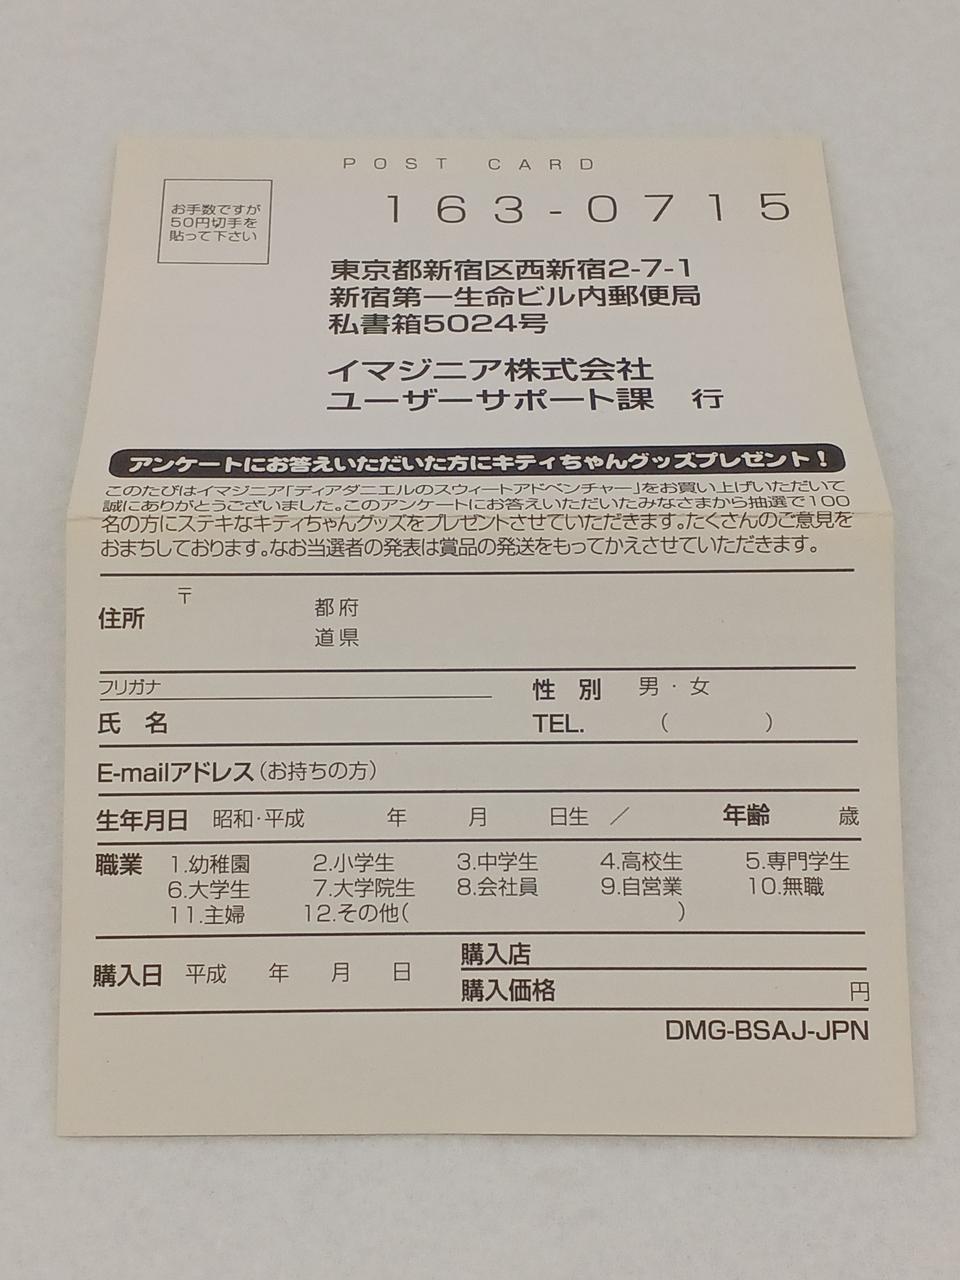 POST CARD
お手数ですが
50円切手を
貼って下さい
163-0715
東京都新宿区西新宿2-7-1
新宿第一生命ビル内郵便局
私書箱5024号
イマジニア株式会社
ユーザーサポート課 行
アンケートにお答えいただいた方にキティちゃんグッズプレゼント!
このたびはイマジニア「ディアダニエルのスウィートアドベンチャー」をお買い上げいただいて
誠にありがとうございました。このアンケートにお答えいただいたみなさまから抽選で100
名の方にステキなキティちゃんグッズをプレゼントさせていただきます。たくさんのご意見を
おまちしております。なお当選者の発表は賞品の発送をもってかえさせていただきます。
住所 〒 都府
道県
フリガナ
氏 名
性 別 男・女
TEL. ( )
E-mailアドレス(お持ちの方)
生年月日 昭和・平成 年 月 日生 / 年齢 歳
職業 1.幼稚園 2.小学生 3.中学生 4.高校生 5.専門学生
6.大学生 7.大学院生 8.会社員 9.自営業 10.無職
11.主婦 12.その他( )
購入日 平成 年 月 日
購入店
購入価格 円
DMG-BSAJ-JPN